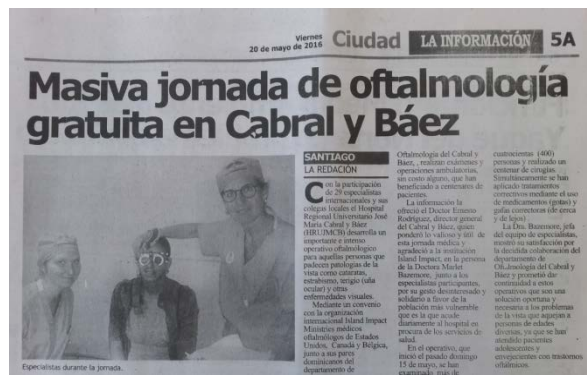 Viernes
20 de mayo de 2016
Ciudad
LA INFORMACIÓN
5A
Masiva jornada de oftalmología
gratuita en Cabral y Báez
SANTIAGO
LA REDACIÓN
Con la participación
de 29 especialistas
internacionales y sus
colegas locales el Hospital
Regional Universitario José
María Cabral y Báez
(HRUJMCB) desarrolla un
importante e intenso
operativo oftalmológico
para aquellas personas que
padecen patologías de la
vista como cataratas,
estrabismo, terigio (uña
ocular) y otras
enfermedades visuales.
Mediante un convenio
con la organización
internacional Island Impact
Ministries médicos
oftalmólogos de Estados
Unidos, Canadá y Bélgica,
junto a sus pares
dominicanos del
departamento de
Oftalmología del Cabral y
Báez, , realizan exámenes y
operaciones ambulatorias,
sin costo alguno, que han
beneficiado a centenares de
pacientes.
La información la
ofreció el Doctor Ernesto
Rodríguez, director general
del Cabral y Báez, quien
ponderó lo valioso y útil de
esta jornada médica y
agradeció a la institución
Island Impact, en la persona
de la Doctora Marlet
Bazemore, junto a los
especialistas participantes,
por su gesto desinteresado y
solidario a favor de la
población más vulnerable
que es la que acude
diariamente al hospital en
procura de los servicios de
salud.
En el operativo, que
inició el pasado domingo
15 de mayo, se han
examinado mas de
cuatrocientas (400)
personas y realizado un
centenar de cirugías.
Simultáneamente se han
aplicado tratamientos
correctivos mediante el uso
de medicamentos (gotas) y
gafas correctoras (de cerca
y de lejos)
La Dra. Bazemore, jefa
del equipo de especialistas,
mostró su satisfacción por
la decidida colaboración del
departamento de
Oftalmología del Cabral y
Báez y prometió dar
continuidad a estos
operativos que son una
solución oportuna y
necesaria a los problemas
de la vista que aquejan a
personas de edades
diversas, ya que se han
atendido pacientes
adolescentes y
envejecientes con trastornos
oftálmicos.
Especialistas durante la jornada.